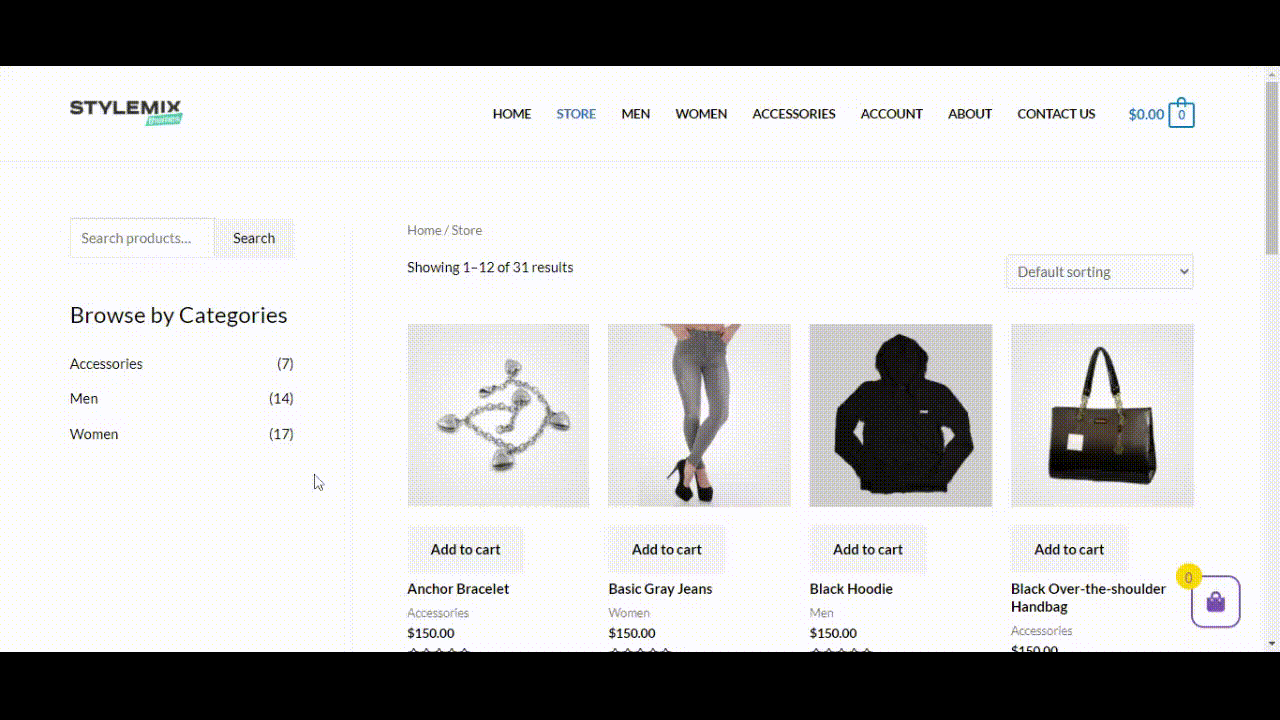 STYLEMIX
themes
HOME STORE MEN WOMEN ACCESSORIES ACCOUNT ABOUT CONTACT US $0.00 0
Search products... Search
Home / Store
Showing 1–12 of 31 results
Default sorting
Browse by Categories
Accessories (7)
Men (14)
Women (17)
Add to cart Add to cart Add to cart Add to cart
Anchor Bracelet Basic Gray Jeans Black Hoodie Black Over-the-shoulder
Handbag
Accessories Women Men Accessories
$150.00 $150.00 $150.00 $150.00
0